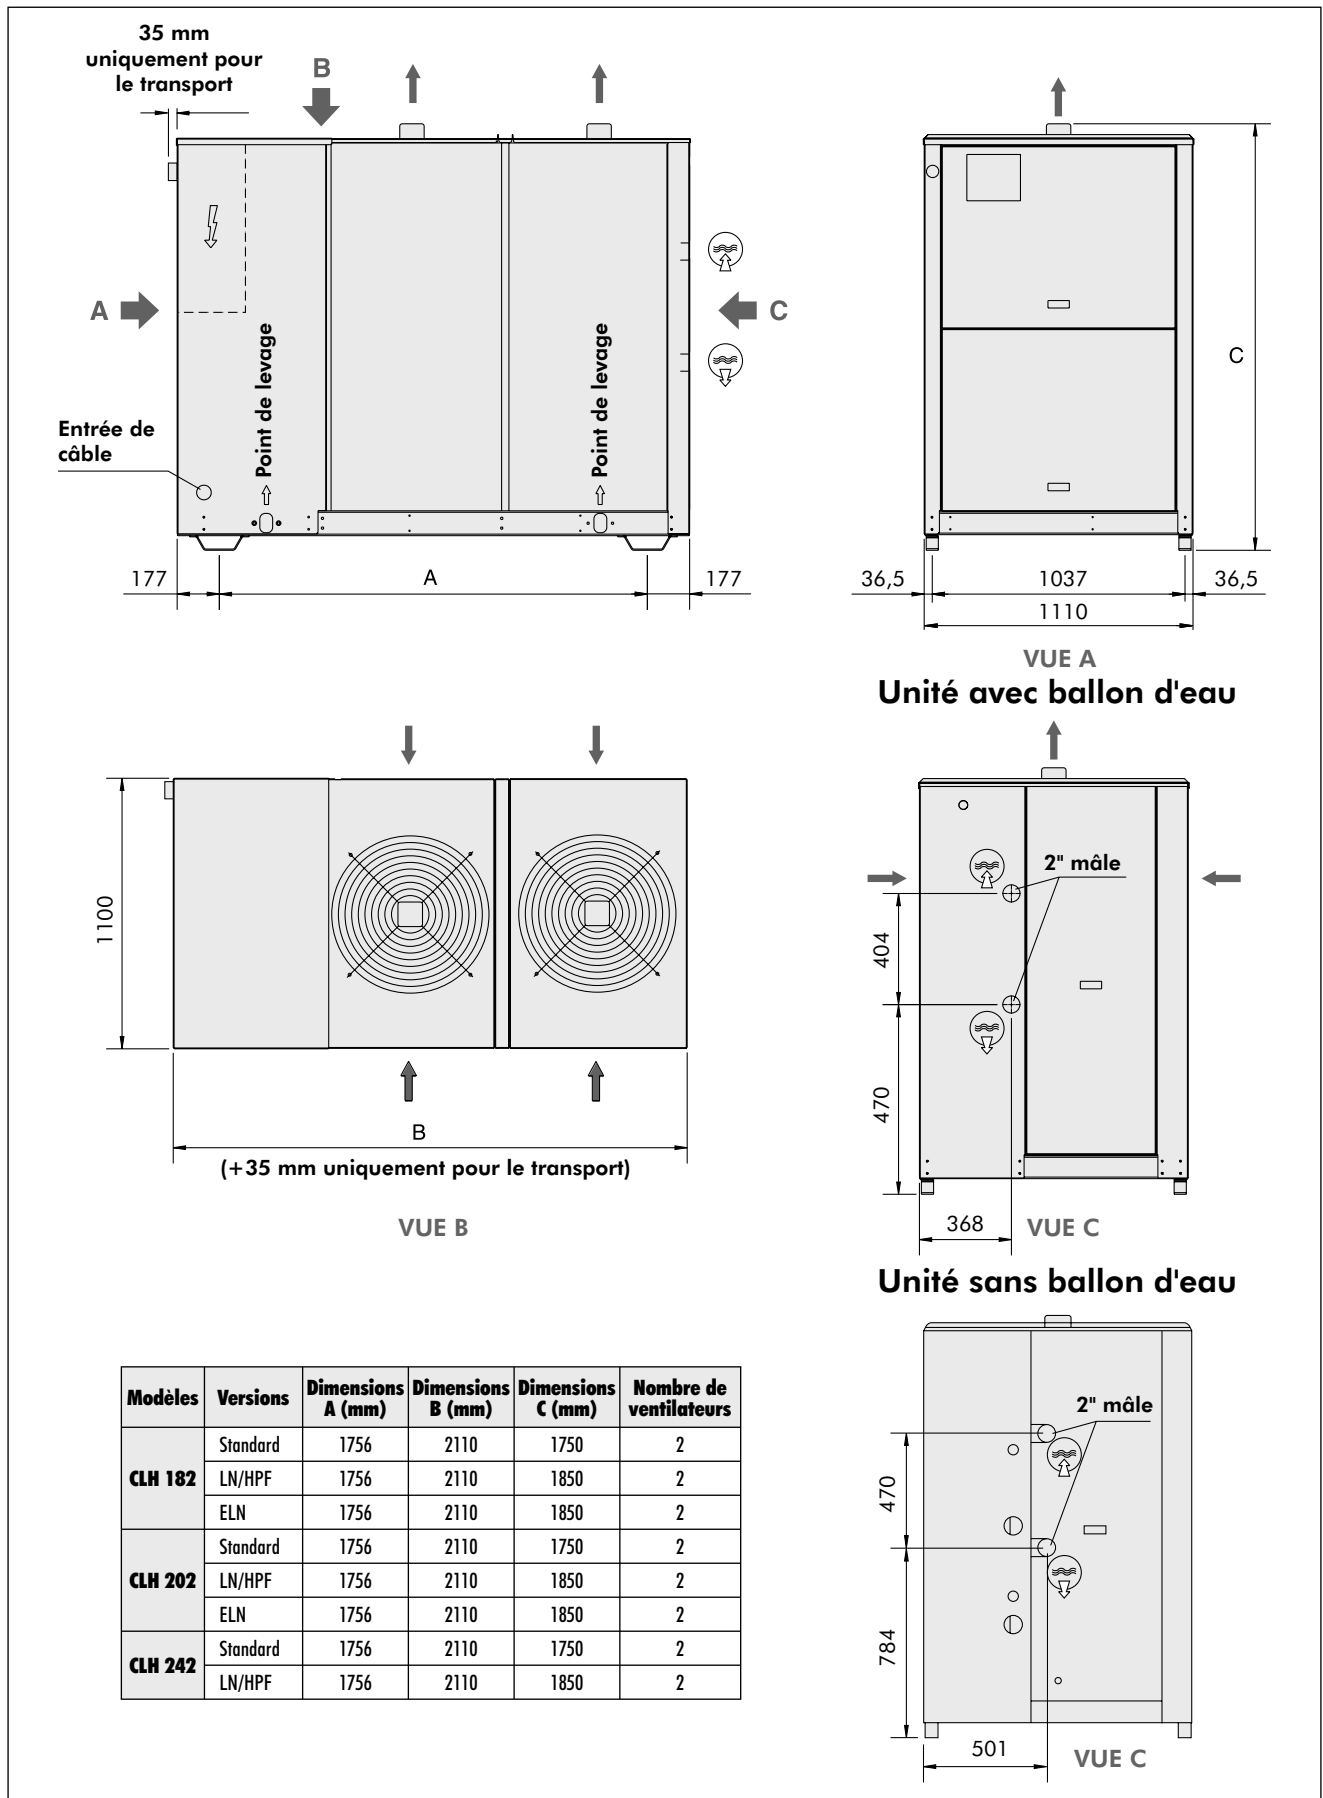 35 mm
uniquement pour
le transport
B
A
C
Point de levage
Point de levage
Entrée de
câble
177
A
177
C
36,5
1037
36,5
1110
VUE A
Unité avec ballon d'eau
1100
B
(+35 mm uniquement pour le transport)
VUE B
2" mâle
404
470
368
VUE C
Unité sans ballon d'eau
2" mâle
470
784
501
VUE C
Modèles Versions Dimensions A (mm) Dimensions B (mm) Dimensions C (mm) Nombre de ventilateurs
CLH 182 Standard 1756 2110 1750 2
LN/HPF 1756 2110 1850 2
ELN 1756 2110 1850 2
CLH 202 Standard 1756 2110 1750 2
LN/HPF 1756 2110 1850 2
ELN 1756 2110 1850 2
CLH 242 Standard 1756 2110 1750 2
LN/HPF 1756 2110 1850 2